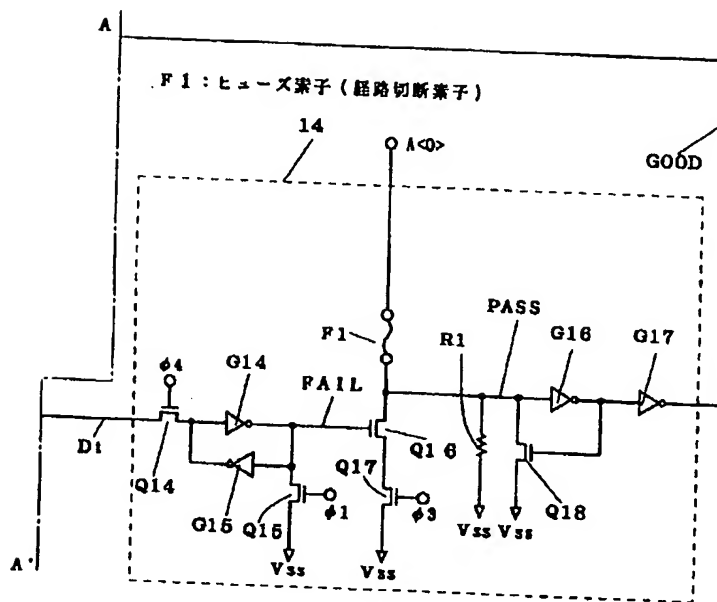 A
F1:ヒューズ素子(経路切断素子)
14
A<0>
GOOD
PASS
F1
R1
G16
G17
φ4
G14
FAIL
Di
Q14
Q16
G15
Q15
φ1
Q17
φ3
Q18
Vss
Vss
Vss
Vss
A'